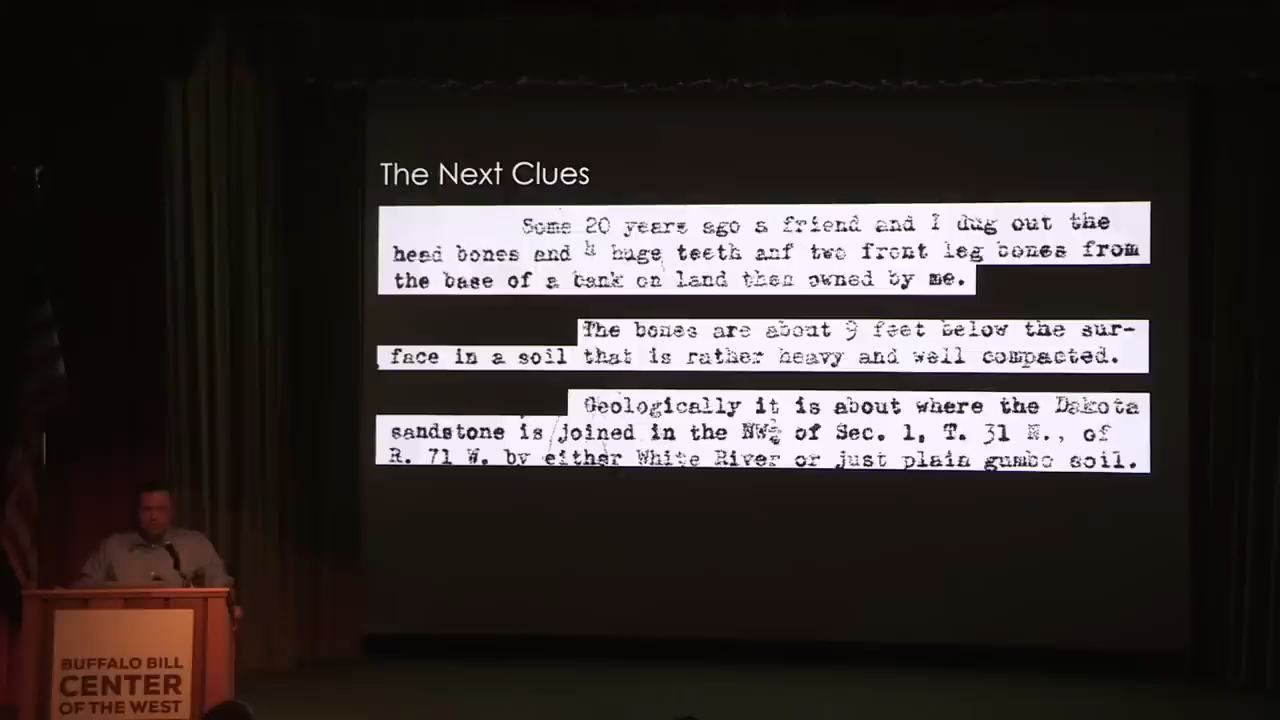 The Next Clues
Some 20 years ago a friend and I dug out the
head bones and 4 huge teeth anf two front leg bones from
the base of a bank on land then owned by me.
The bones are about 9 feet below the sur-
face in a soil that is rather heavy and well compacted.
Geologically it is about where the Dakota
sandstone is joined in the NW¼ of Sec. 1, T. 31 N., of
R. 71 W. by either White River or just plain gumbo soil.
BUFFALO BILL
CENTER
OF THE WEST